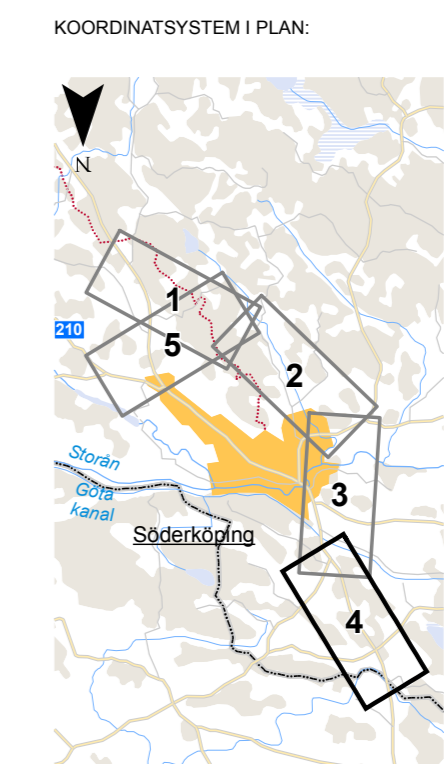 KOORDINATSYSTEM I PLAN:
N
1
210
5
2
Storån
Göta
kanal
3
Söderköping
4